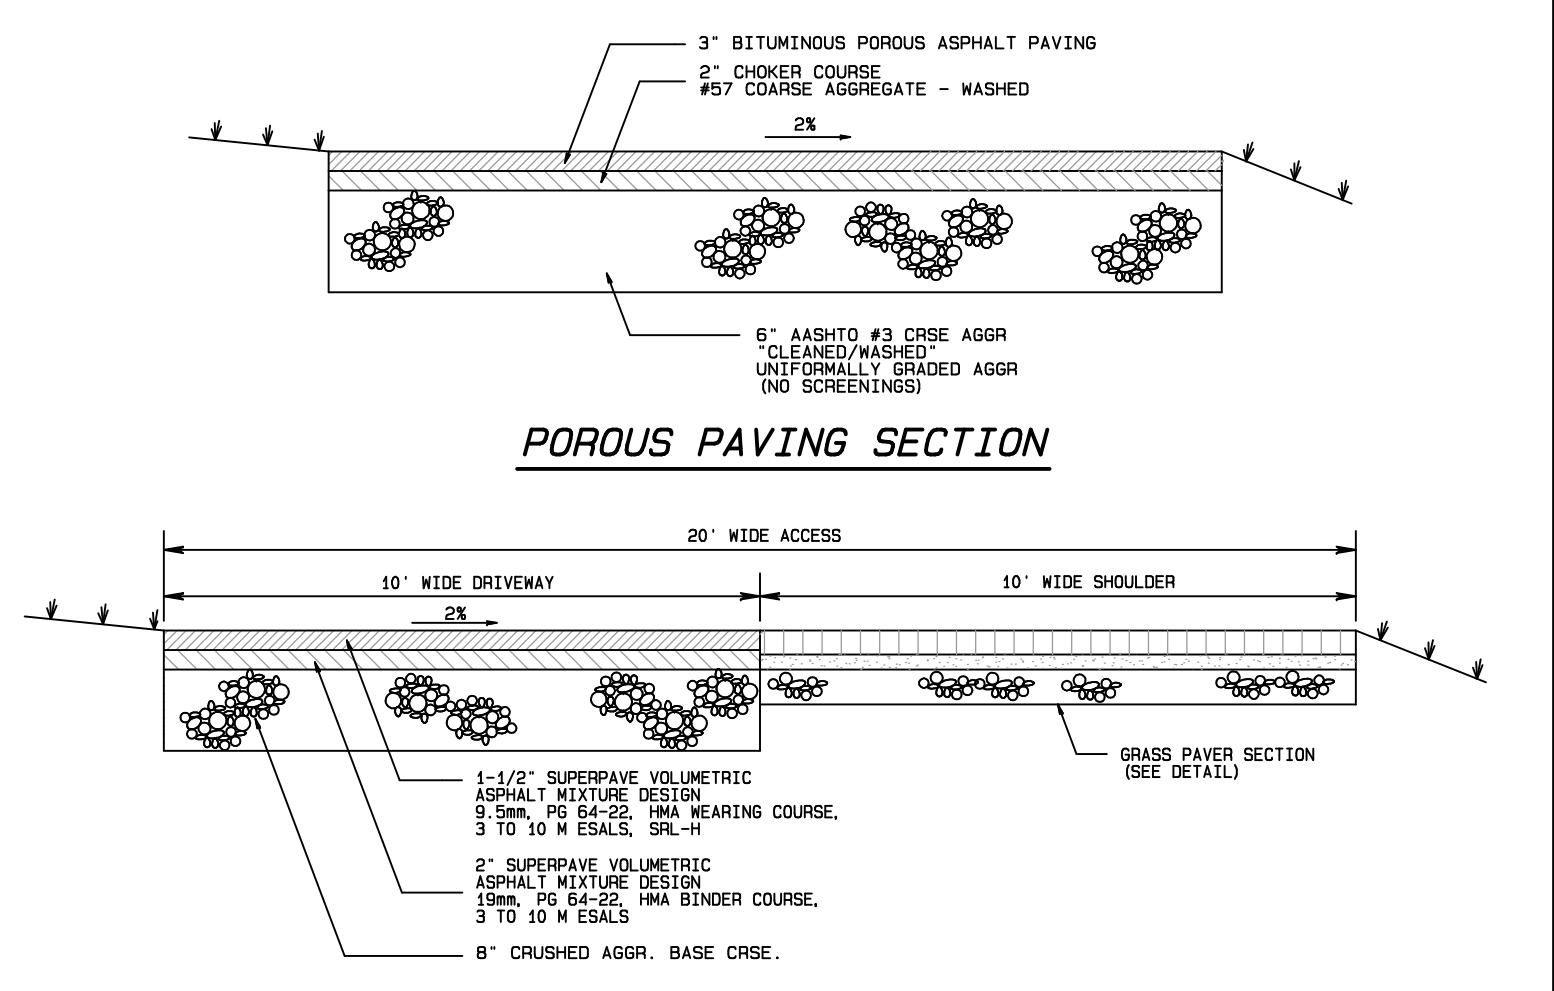 3" BITUMINOUS POROUS ASPHALT PAVING
2" CHOKER COURSE
#57 COARSE AGGREGATE - WASHED
2%
6" AASHTO #3 CRSE AGGR
"CLEANED/WASHED"
UNIFORMALLY GRADED AGGR
(NO SCREENINGS)
POROUS PAVING SECTION
20' WIDE ACCESS
10' WIDE DRIVEWAY
10' WIDE SHOULDER
2%
GRASS PAVER SECTION
(SEE DETAIL)
1-1/2" SUPERPAVE VOLUMETRIC
ASPHALT MIXTURE DESIGN
9.5mm, PG 64-22, HMA WEARING COURSE,
3 TO 10 M ESALS, SRL-H
2" SUPERPAVE VOLUMETRIC
ASPHALT MIXTURE DESIGN
19mm, PG 64-22, HMA BINDER COURSE,
3 TO 10 M ESALS
8" CRUSHED AGGR. BASE CRSE.